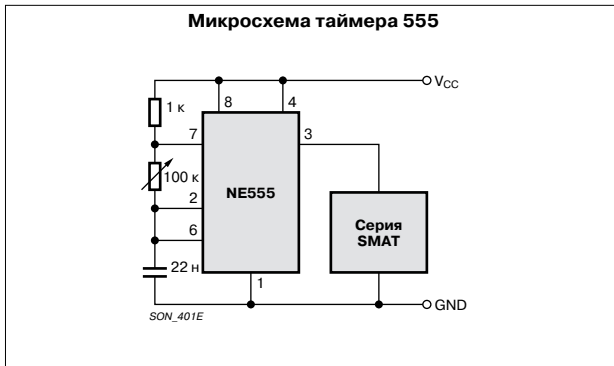 Микросхема таймера 555
V_CC
1 к
8
4
7
3
100 к
NE555
2
Серия
SMAT
6
22 н
1
GND
SON_401E